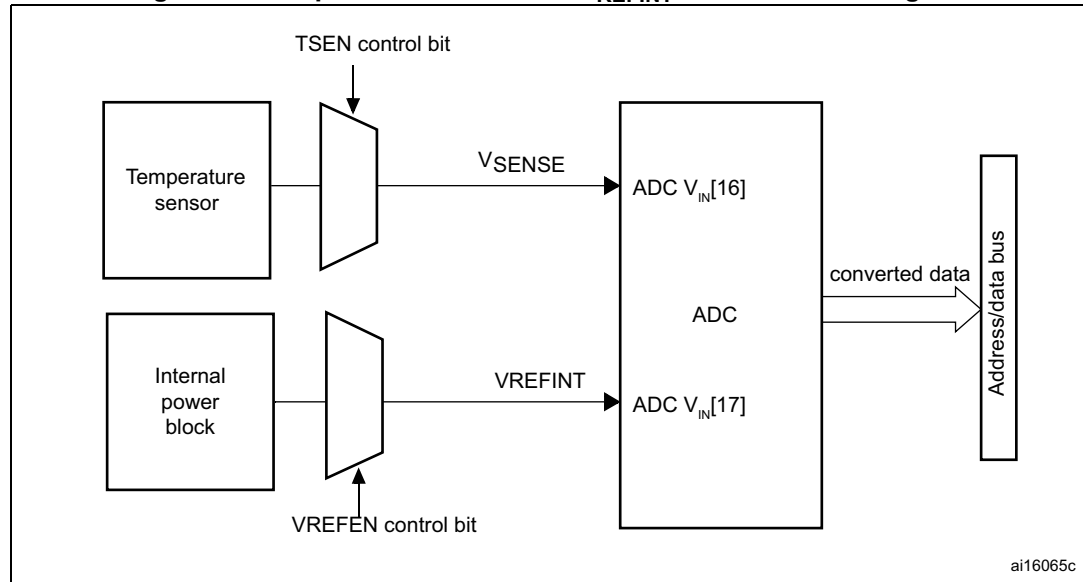 REFINT
TSEN control bit
Temperature
sensor
VSENSE
ADC VIN[16]
converted data
Address/data bus
ADC
Internal
power
block
VREFINT
ADC VIN[17]
VREFEN control bit
ai16065c